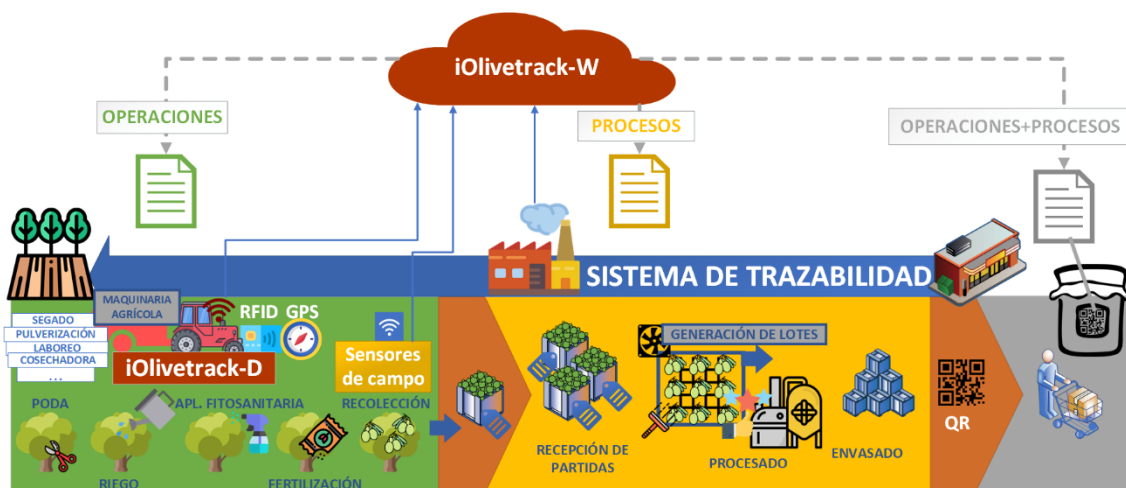 iOlivetrack-W
OPERACIONES
PROCESOS
OPERACIONES+PROCESOS
SISTEMA DE TRAZABILIDAD
MAQUINARIA
AGRÍCOLA
RFID GPS
SEGADO
PULVERIZACIÓN
LABOREO
COSECHADORA
...
iOlivetrack-D
Sensores
de campo
GENERACIÓN DE LOTES
PODA
APL. FITOSANITARIA
RECOLECCIÓN
RIEGO
FERTILIZACIÓN
RECEPCIÓN DE
PARTIDAS
PROCESADO
ENVASADO
QR